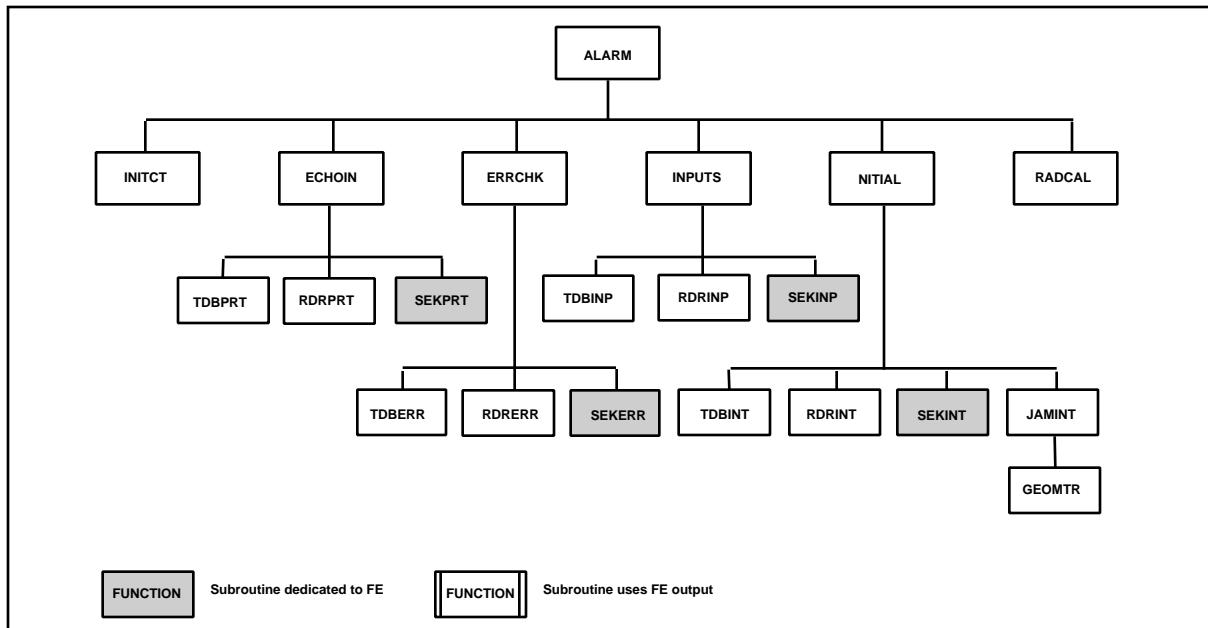 ALARM
INITCT
ECHOIN
ERRCHK
INPUTS
NITIAL
RADCAL
TDBPRT
RDRPRT
SEKPRT
TDBINP
RDRINP
SEKINP
TDBERR
RDRERR
SEKERR
TDBINT
RDRINT
SEKINT
JAMINT
GEOMTR
FUNCTION Subroutine dedicated to FE
FUNCTION Subroutine uses FE output